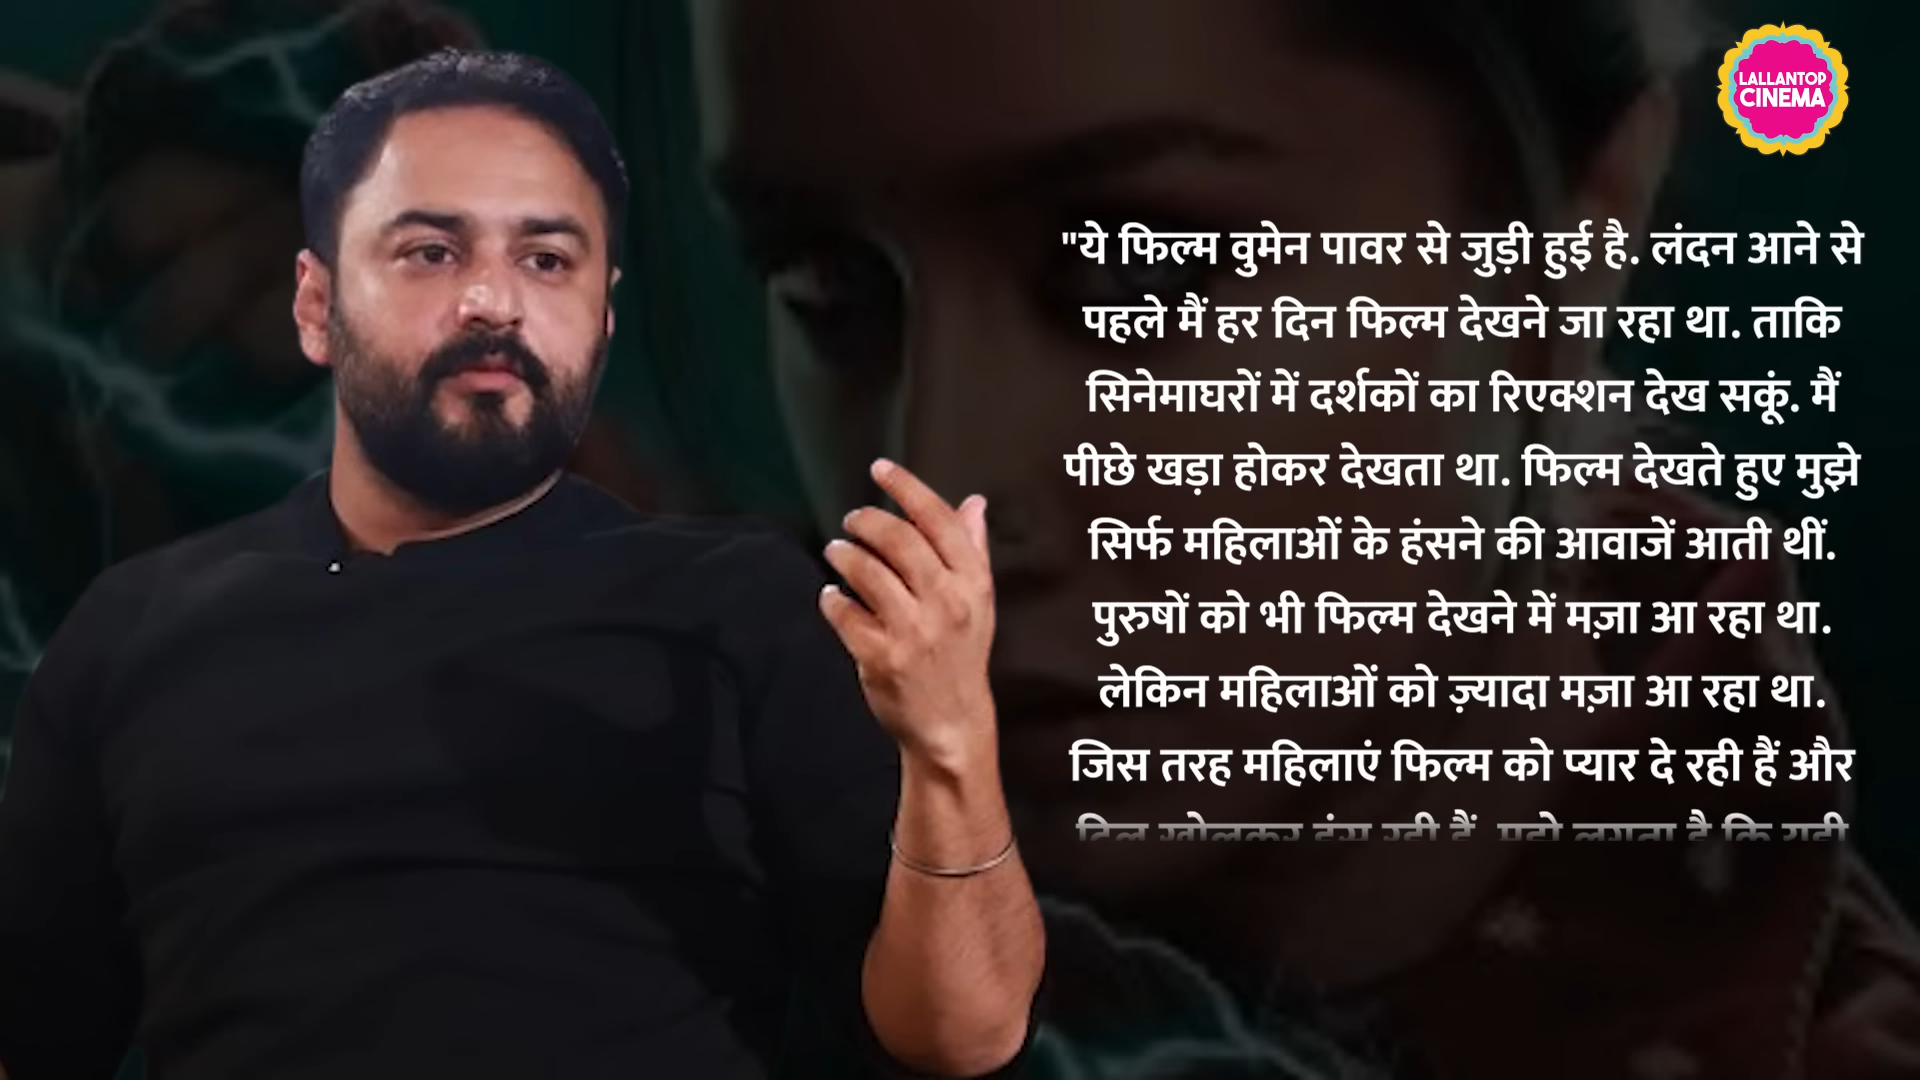 LALLANTOP
CINEMA
"ये फिल्म वुमेन पावर से जुड़ी हुई है. लंदन आने से
पहले मैं हर दिन फिल्म देखने जा रहा था. ताकि
सिनेमाघरों में दर्शकों का रिएक्शन देख सकूं. मैं
पीछे खड़ा होकर देखता था. फिल्म देखते हुए मुझे
सिर्फ महिलाओं के हंसने की आवाजें आती थीं.
पुरुषों को भी फिल्म देखने में मज़ा आ रहा था.
लेकिन महिलाओं को ज़्यादा मज़ा आ रहा था.
जिस तरह महिलाएं फिल्म को प्यार दे रही हैं और